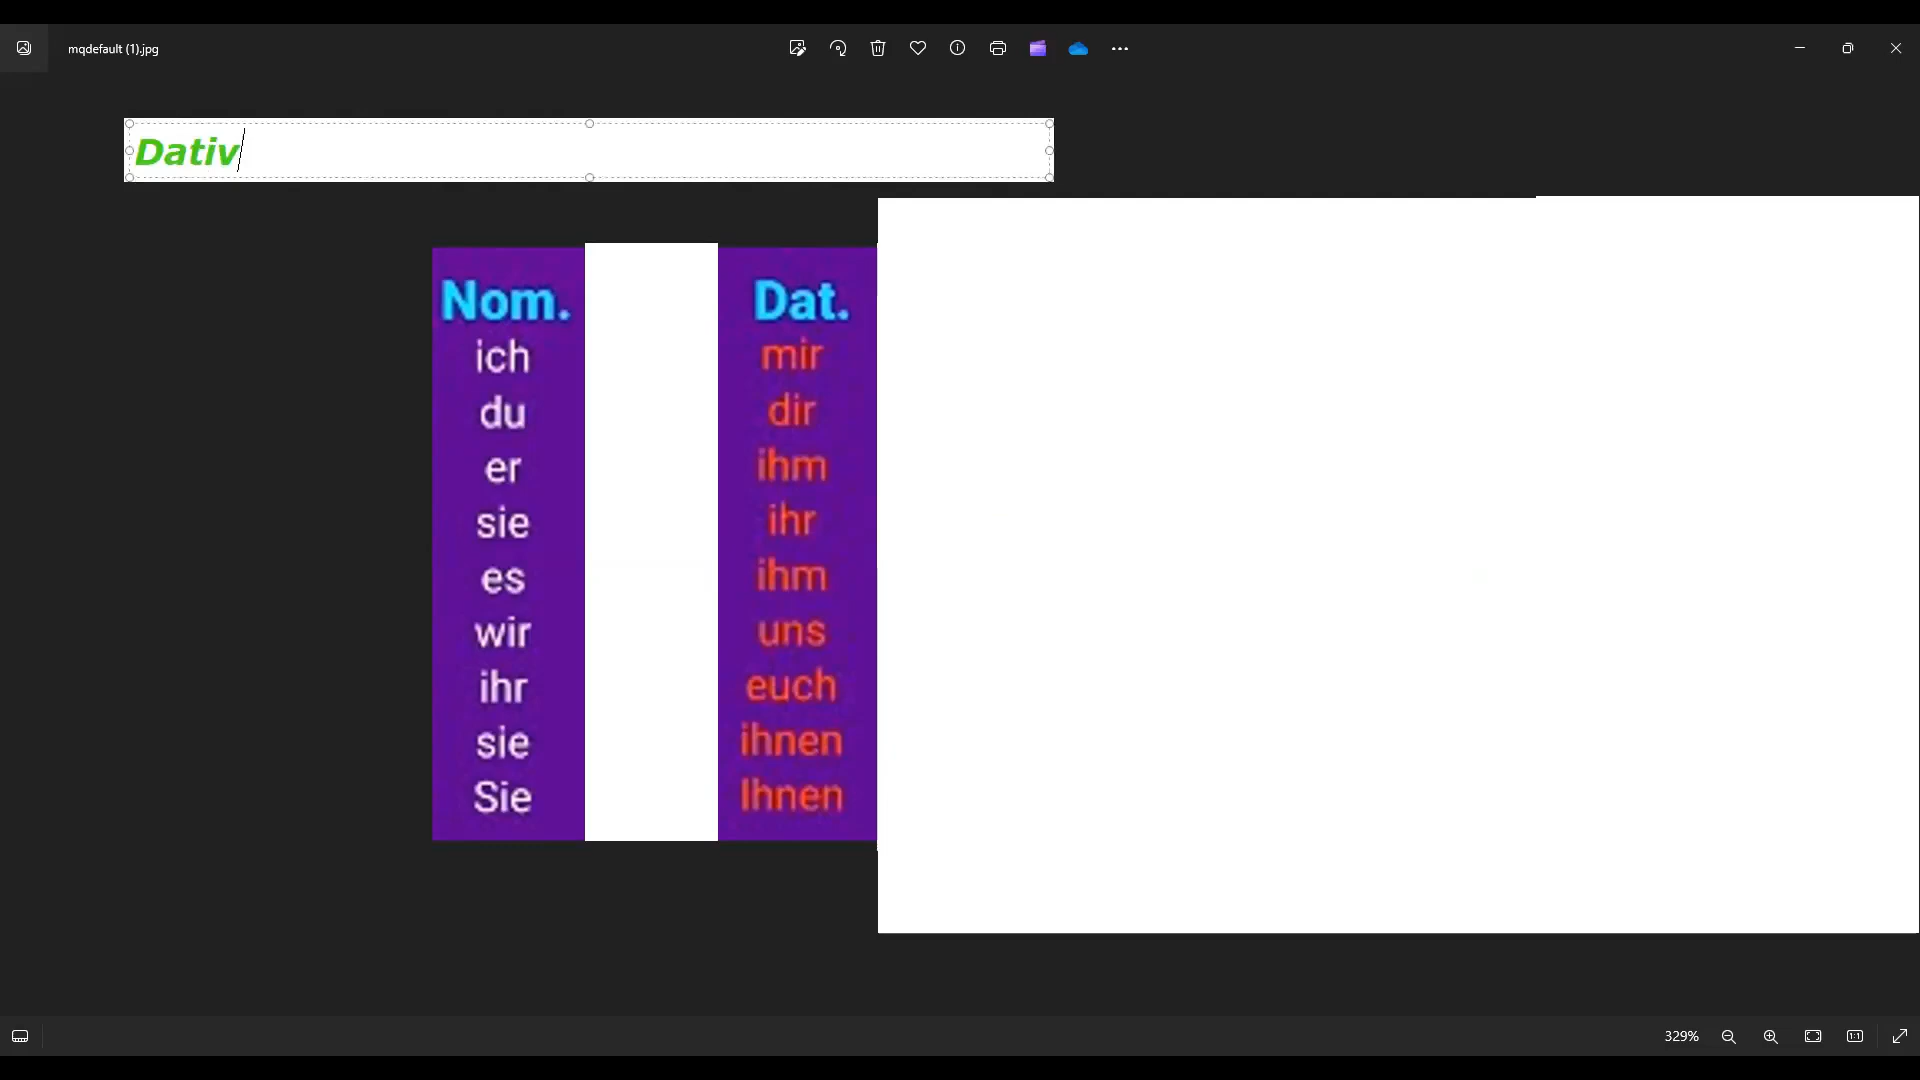 mqdefault (1).jpg
Dativ
Nom. Dat.
ich mir
du dir
er ihm
sie ihr
es ihm
wir uns
ihr euch
sie ihnen
Sie Ihnen
329%